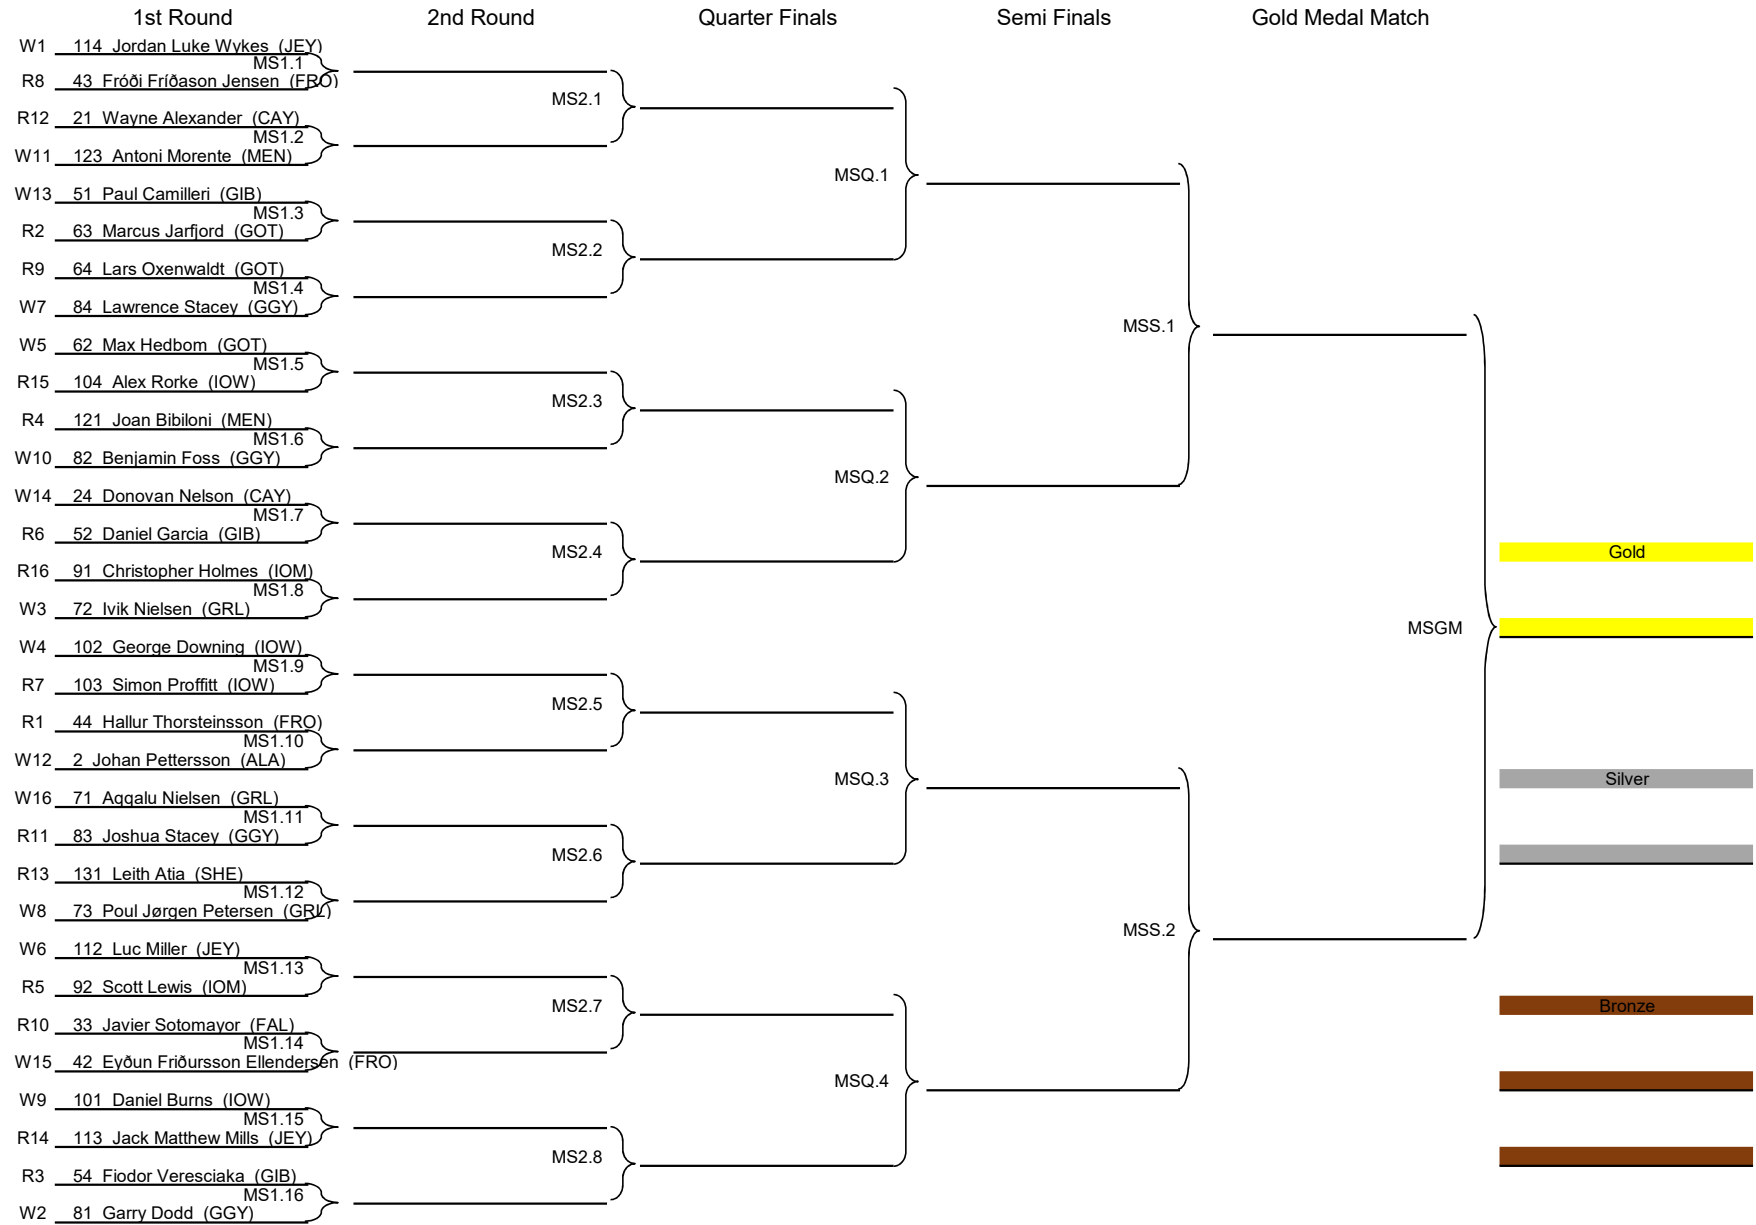 1st Round 2nd Round Quarter Finals Semi Finals Gold Medal Match
W1 114 Jordan Luke Wykes (JEY)
MS1.1
R8 43 Fróði Fríðason Jensen (FRO)
MS2.1
R12 21 Wayne Alexander (CAY)
MS1.2
W11 123 Antoni Morente (MEN)
MSQ.1
W13 51 Paul Camilleri (GIB)
MS1.3
R2 63 Marcus Jarfjord (GOT)
MS2.2
R9 64 Lars Oxenwaldt (GOT)
MS1.4
W7 84 Lawrence Stacey (GGY)
MSS.1
W5 62 Max Hedbom (GOT)
MS1.5
R15 104 Alex Rorke (IOW)
MS2.3
R4 121 Joan Bibiloni (MEN)
MS1.6
W10 82 Benjamin Foss (GGY)
MSQ.2
W14 24 Donovan Nelson (CAY)
MS1.7
R6 52 Daniel Garcia (GIB)
MS2.4 Gold
R16 91 Christopher Holmes (IOM)
MS1.8
W3 72 Ivik Nielsen (GRL)
MSGM
W4 102 George Downing (IOW)
MS1.9
R7 103 Simon Proffitt (IOW)
MS2.5
R1 44 Hallur Thorsteinsson (FRO)
MS1.10
W12 2 Johan Pettersson (ALA)
MSQ.3 Silver
W16 71 Aqqalu Nielsen (GRL)
MS1.11
R11 83 Joshua Stacey (GGY)
MS2.6
R13 131 Leith Atia (SHE)
MS1.12
W8 73 Poul Jørgen Petersen (GRL)
MSS.2
W6 112 Luc Miller (JEY)
MS1.13
R5 92 Scott Lewis (IOM)
MS2.7 Bronze
R10 33 Javier Sotomayor (FAL)
MS1.14
W15 42 Eyðun Friðursson Ellendersen (FRO)
MSQ.4
W9 101 Daniel Burns (IOW)
MS1.15
R14 113 Jack Matthew Mills (JEY)
MS2.8
R3 54 Fiodor Veresciaka (GIB)
MS1.16
W2 81 Garry Dodd (GGY)